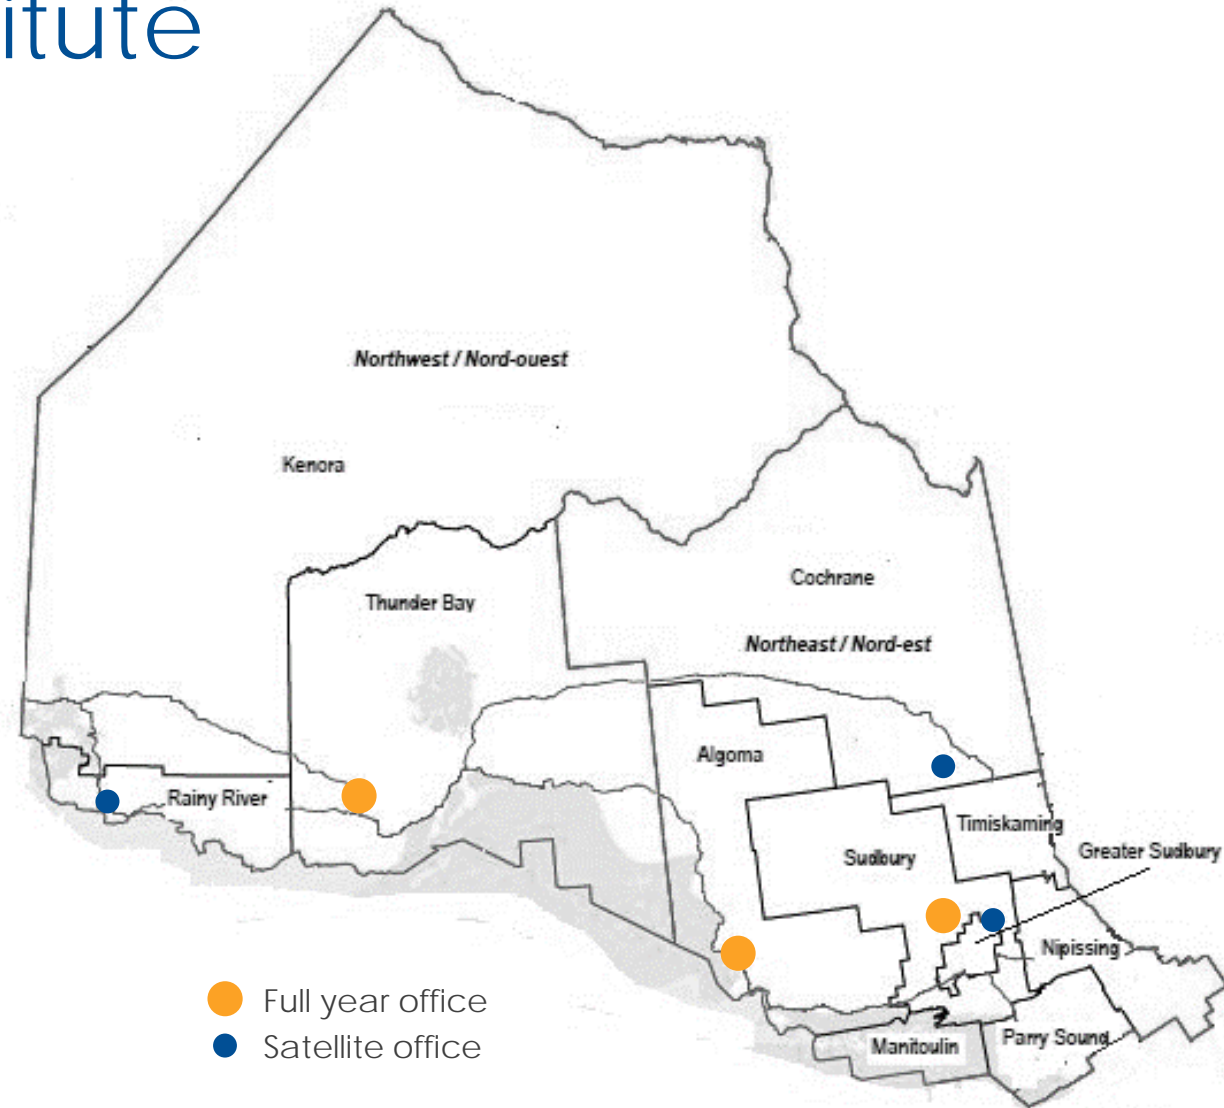 itute
Northwest / Nord-ouest
Kenora
Cochrane
Thunder Bay
Northeast / Nord-est
Algoma
Rainy River
Timiskaming
Greater Sudbury
Sudbury
Nipissing
Full year office
Satellite office
Manitoulin
Parry Sound